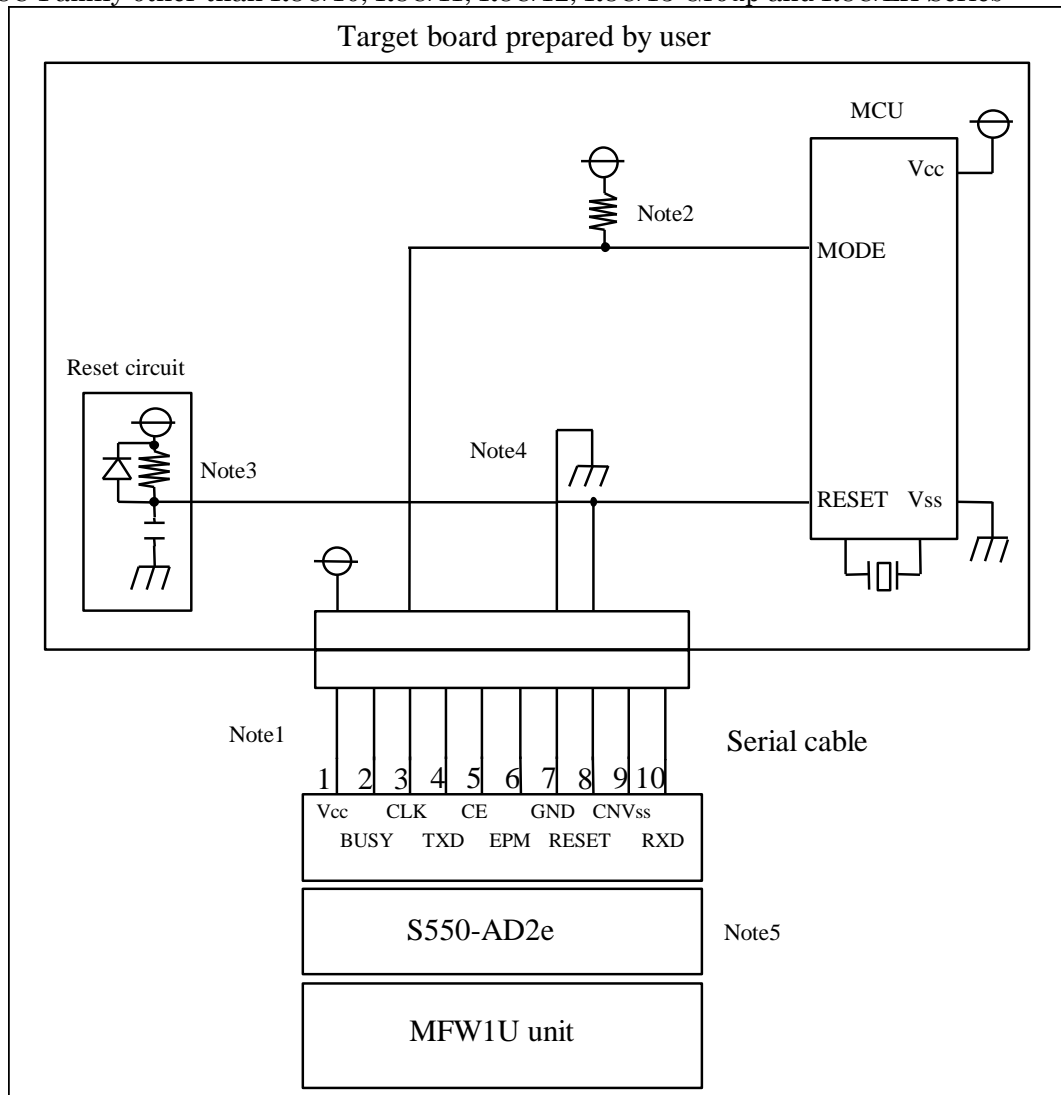 Target board prepared by user
MCU
Vcc
Note2
MODE
Reset circuit
Note3
Note4
RESET
Vss
Note1
Serial cable
1 2 3 4 5 6 7 8 9 10
Vcc CLK CE GND CNVss
BUSY TXD EPM RESET RXD
S550-AD2e
Note5
MFW1U unit